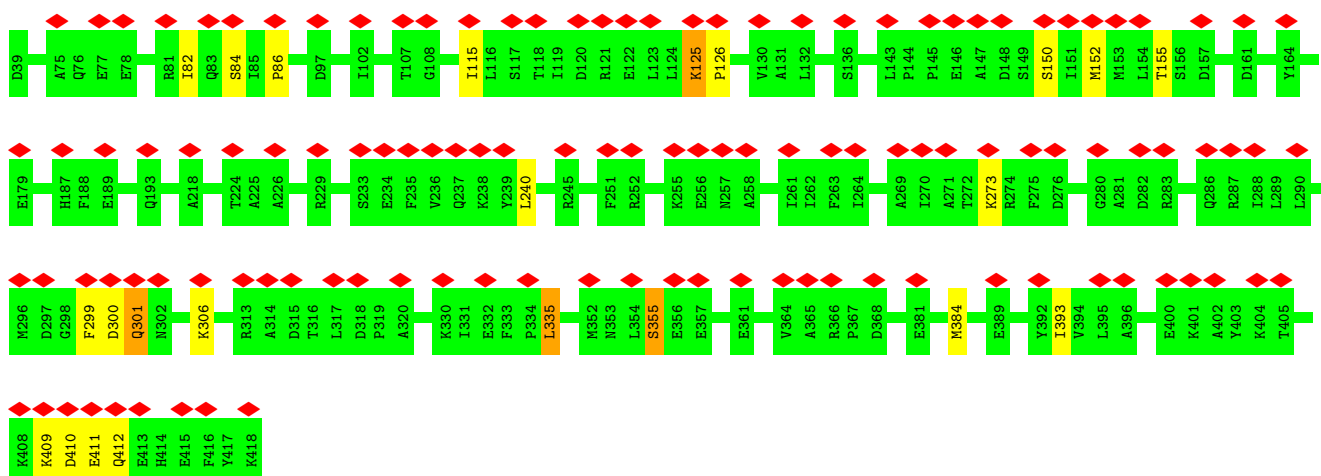 D39 A75 Q76 E77 E78 R81 I82 Q83 S84 I85 P86 D97 I102 T107 G108 I115 L116 S117 T118 I119 D120 R121 E122 L123 L124 K125 P126 V130 A131 L132 S136 L143 P144 P145 E146 A147 D148 S149 S150 I151 M152 M153 L154 T155 S156 D157 D161 Y164
E179 H187 F188 E189 Q193 A218 T224 A225 A226 R229 S233 E234 F235 V236 Q237 K238 Y239 L240 R245 F251 R252 K255 E256 N257 A258 I261 I262 F263 I264 A269 I270 A271 T272 K273 R274 F275 D276 G280 A281 D282 R283 Q286 R287 I288 L289 L290
M296 D297 G298 F299 D300 Q301 N302 K306 R313 A314 D315 T316 L317 D318 P319 A320 K330 I331 E332 F333 P334 L335 M352 N353 L354 S355 E356 E357 E361 V364 A365 R366 P367 D368 E381 M384 E389 Y392 I393 V394 L395 A396 E400 K401 A402 Y403 K404 T405
K408 K409 D410 E411 Q412 E413 H414 E415 F416 Y417 K418